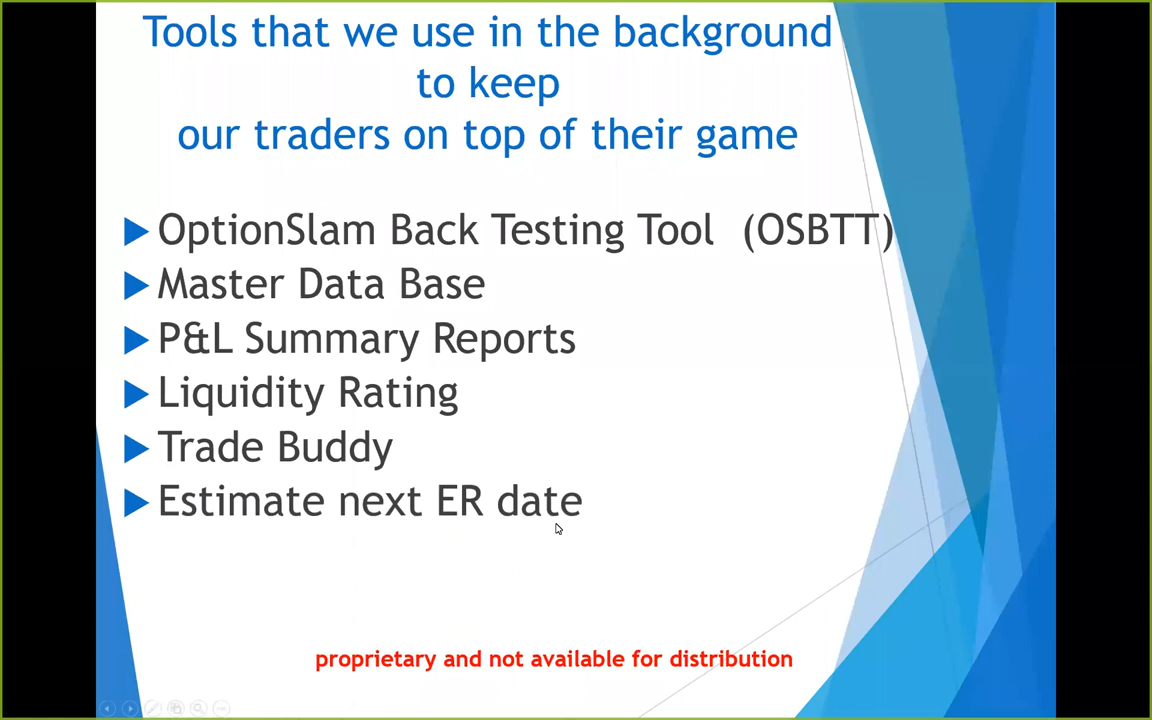 Tools that we use in the background
to keep
our traders on top of their game
OptionSlam Back Testing Tool (OSBTT)
Master Data Base
P&L Summary Reports
Liquidity Rating
Trade Buddy
Estimate next ER date
proprietary and not available for distribution